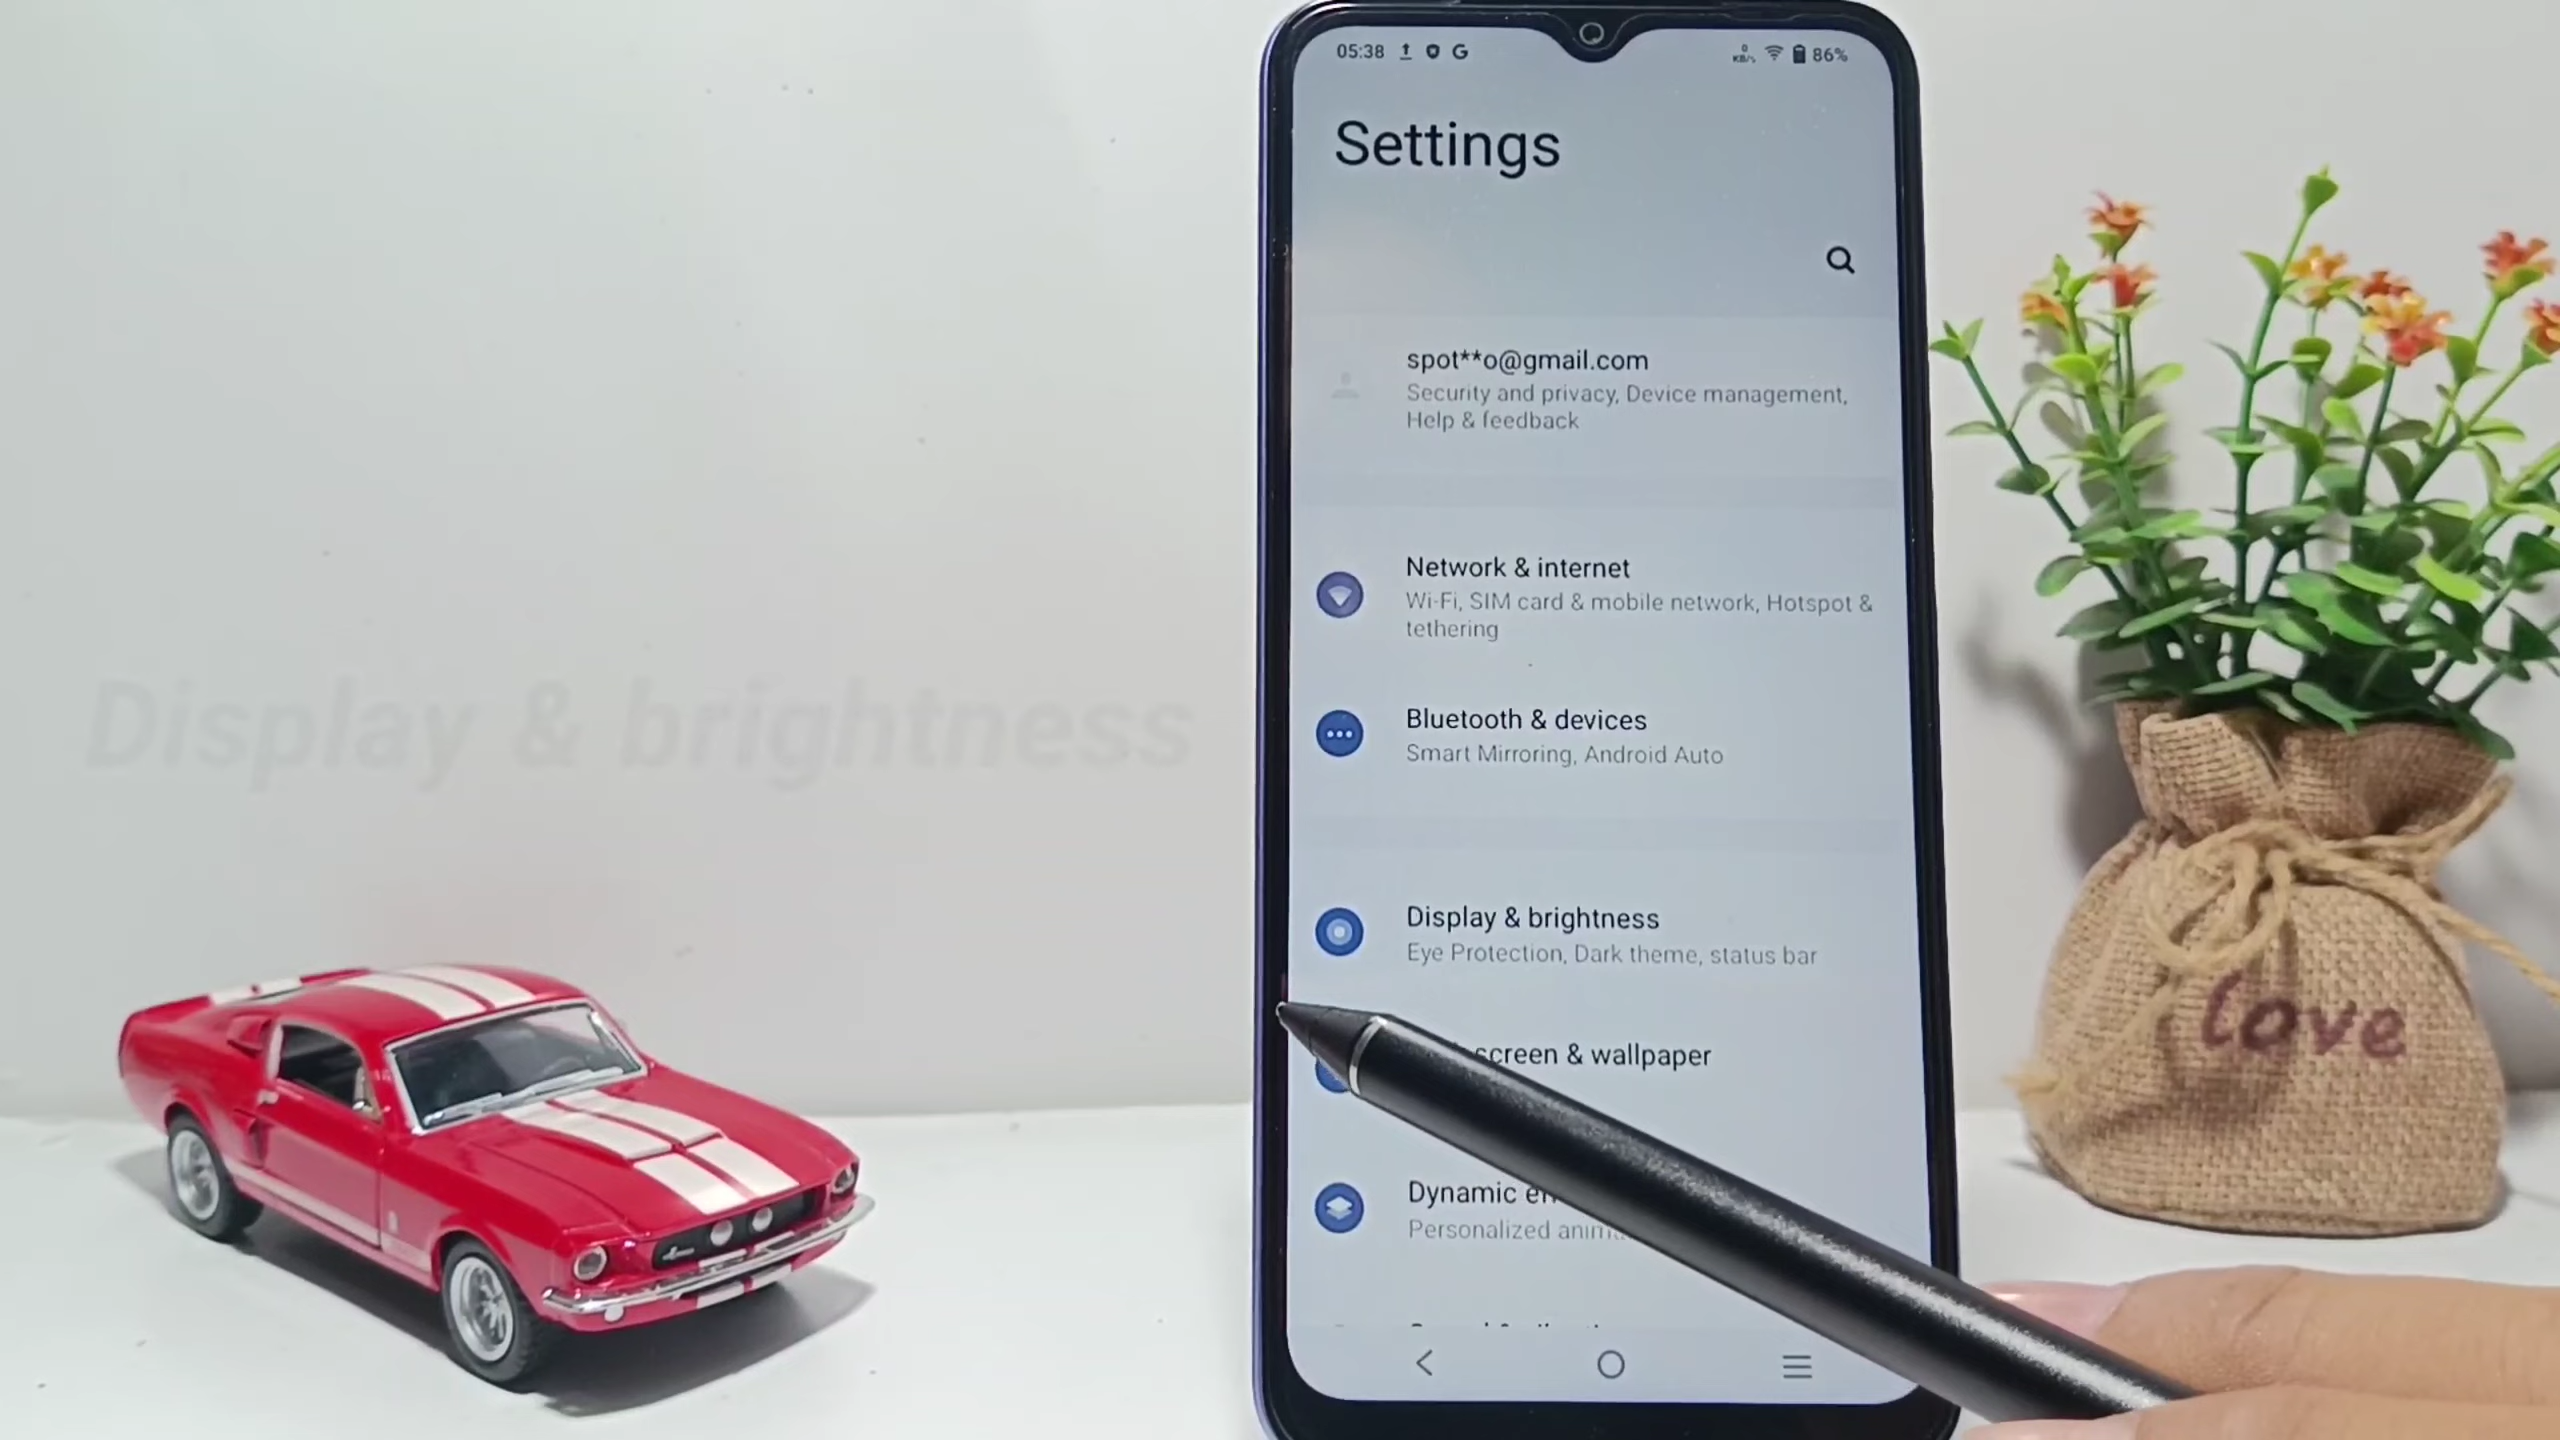 05:38
86%
Settings
spot**o@gmail.com
Security and privacy, Device management,
Help & feedback
Network & internet
Wi-Fi, SIM card & mobile network, Hotspot &
tethering
Bluetooth & devices
Smart Mirroring, Android Auto
Display & brightness
Display & brightness
Eye Protection, Dark theme, status bar
screen & wallpaper
Dynamic
Personalized
love